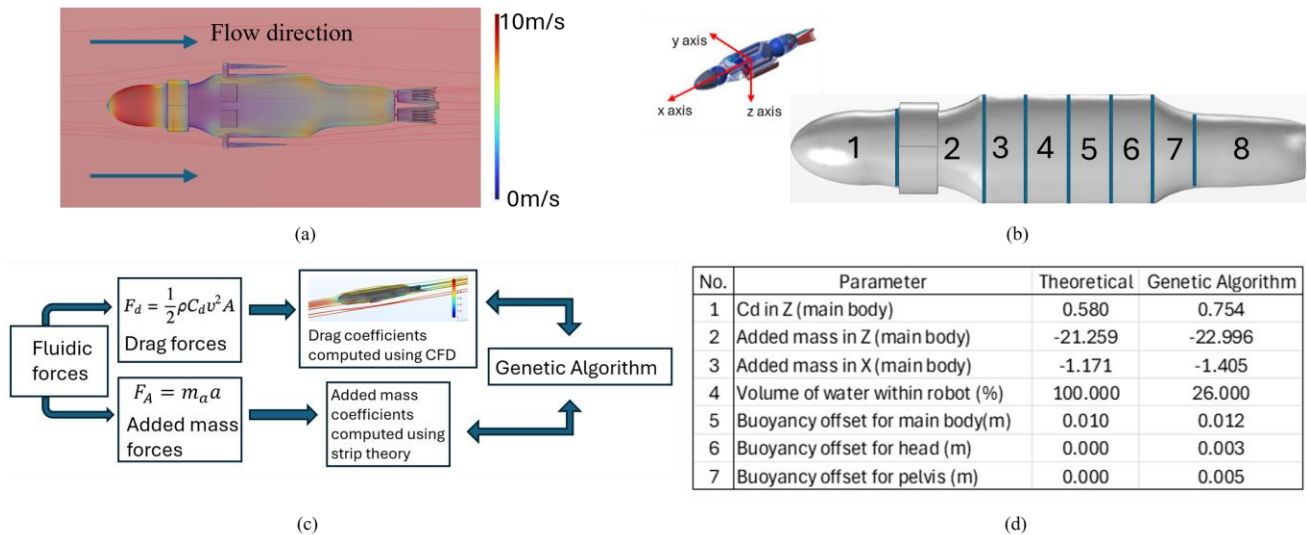 Flow direction
10m/s
0m/s
(a)
y axis
x axis
z axis
1 2 3 4 5 6 7 8
(b)
Fluidic
forces
F_d = 1/2 ρC_d v² A
Drag forces
F_A = m_a a
Added mass
forces
Drag coefficients
computed using CFD
Added mass
coefficients
computed using
strip theory
Genetic Algorithm
(c)
No. Parameter Theoretical Genetic Algorithm
1 Cd in Z (main body) 0.580 0.754
2 Added mass in Z (main body) -21.259 -22.996
3 Added mass in X (main body) -1.171 -1.405
4 Volume of water within robot (%) 100.000 26.000
5 Buoyancy offset for main body(m) 0.010 0.012
6 Buoyancy offset for head (m) 0.000 0.003
7 Buoyancy offset for pelvis (m) 0.000 0.005
(d)